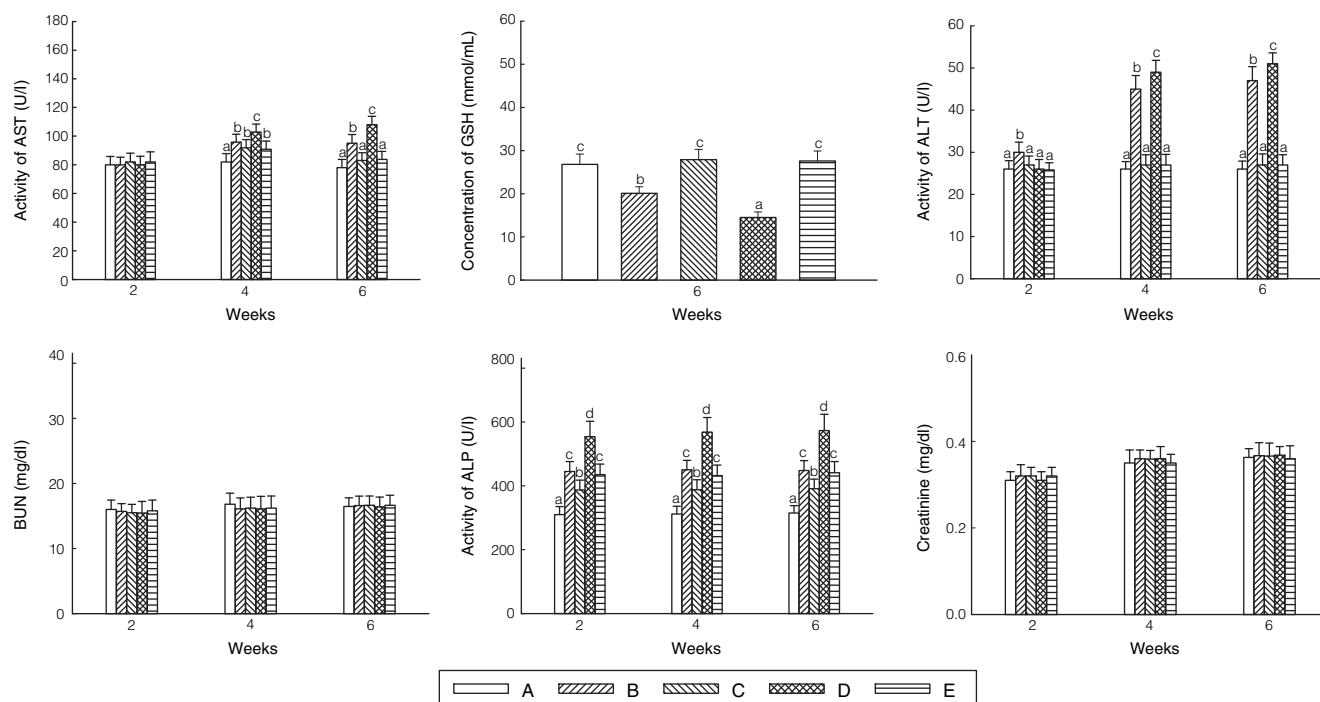 180
160
140
120
100
80
60
40
20
0
Activity of AST (U/l)
a b b c b
a b a c a
2 4 6
Weeks
60
50
40
30
20
10
0
Concentration of GSH (mmol/mL)
c b c a c
6
Weeks
60
50
40
30
20
10
0
Activity of ALT (U/l)
a b a a a
a b a c a
a b a c a
2 4 6
Weeks
40
30
20
10
0
BUN (mg/dl)
2 4 6
Weeks
800
600
400
200
0
Activity of ALP (U/l)
a c b d c
a c b d c
a c b d c
2 4 6
Weeks
0.6
0.4
0.2
0.0
Creatinine (mg/dl)
2 4 6
Weeks
A B C D E